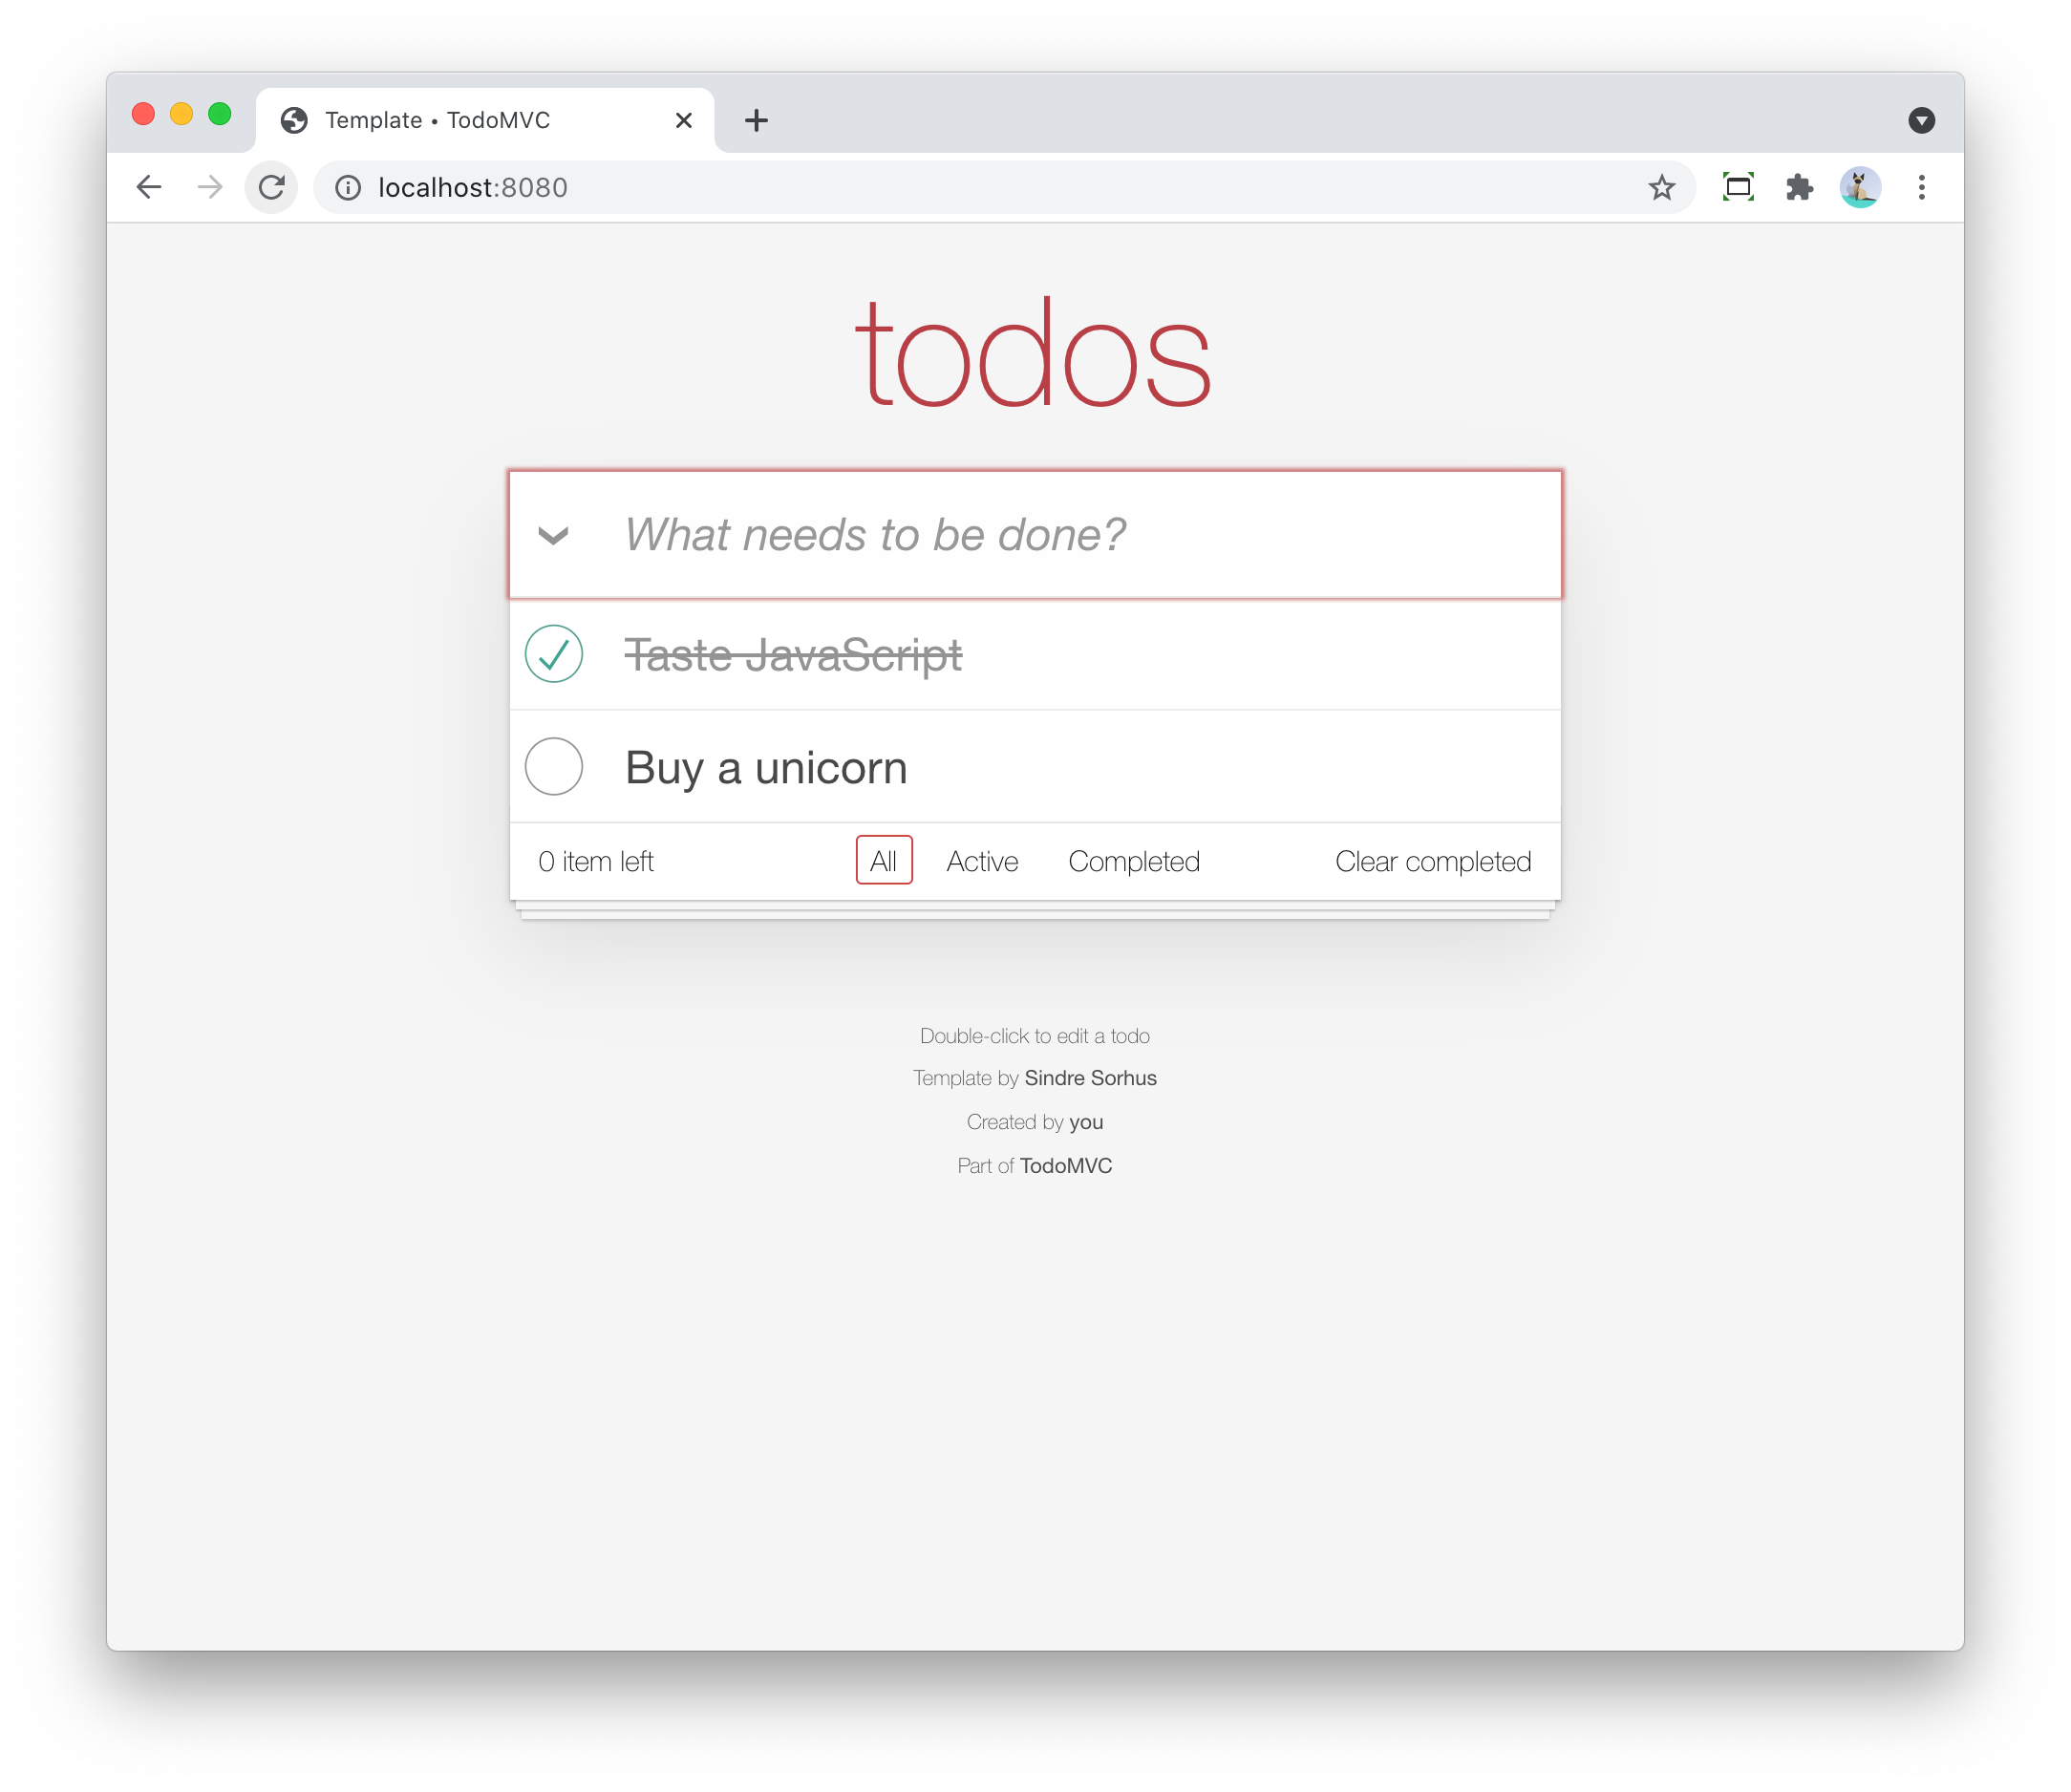 Template • TodoMVC
localhost:8080
todos
What needs to be done?
Taste JavaScript
Buy a unicorn
0 item left All Active Completed Clear completed
Double-click to edit a todo
Template by Sindre Sorhus
Created by you
Part of TodoMVC